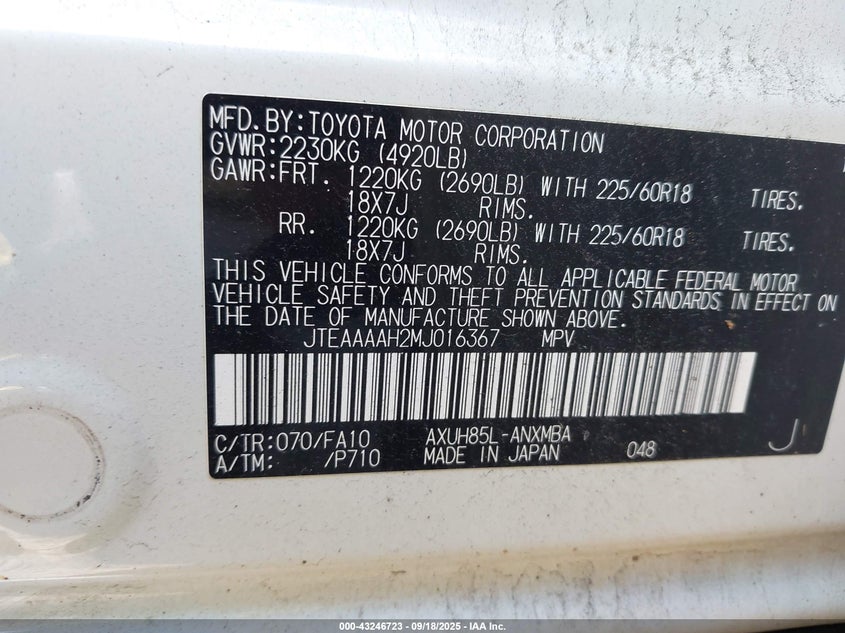 MFD.BY:TOYOTA MOTOR CORPORATION
GVWR:2230KG (4920LB)
GAWR:FRT. 1220KG (2690LB) WITH 225/60R18 TIRES.
18X7J RIMS.
RR. 1220KG (2690LB) WITH 225/60R18 TIRES.
18X7J RIMS.
THIS VEHICLE CONFORMS TO ALL APPLICABLE FEDERAL MOTOR
VEHICLE SAFETY AND THEFT PREVENTION STANDARDS IN EFFECT ON
THE DATE OF MANUFACTURE SHOWN ABOVE.
JTEAAAAH2MJ016367 MPV
C/TR:070/FA10 AXUH85L-ANXMBA
A/TM: /P710 MADE IN JAPAN 048 J
000-43246723 - 09/18/2025 - IAA Inc.